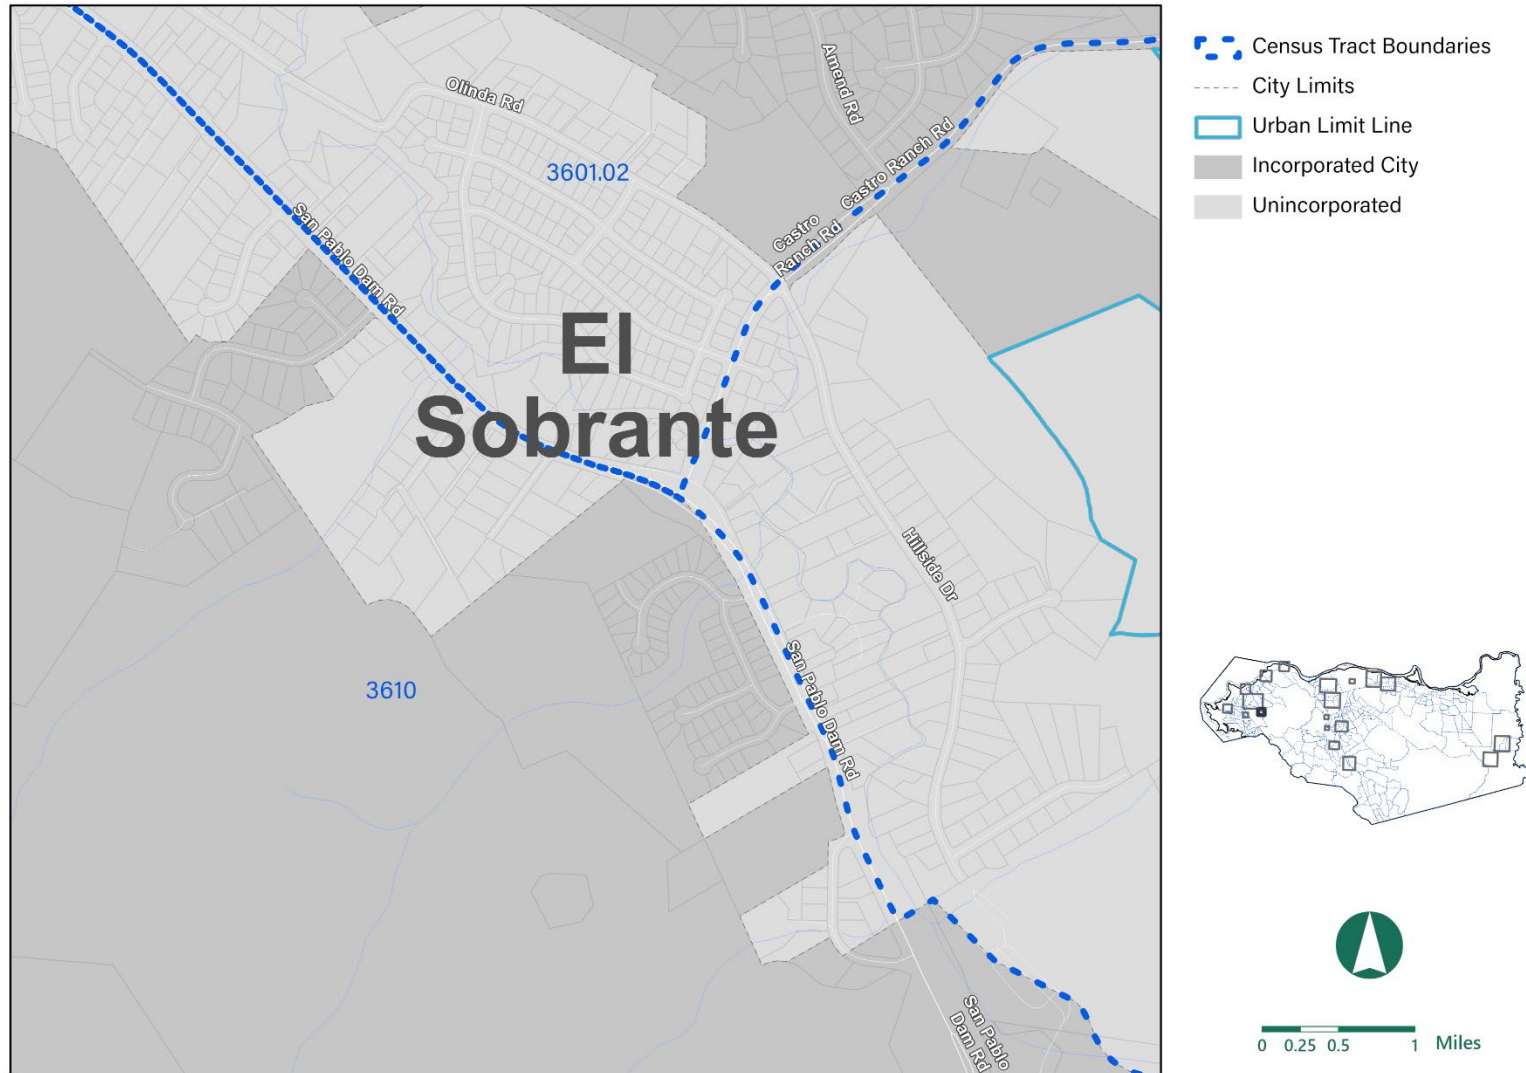 Olinda Rd
Amend Rd
3601.02
Castro Ranch Rd
Castro
Ranch Rd
San Pablo Dam Rd
El
Sobrante
Hillside Dr
San Pablo Dam Rd
3610
San Pablo
Dam Rd
Census Tract Boundaries
City Limits
Urban Limit Line
Incorporated City
Unincorporated
0 0.25 0.5 1 Miles